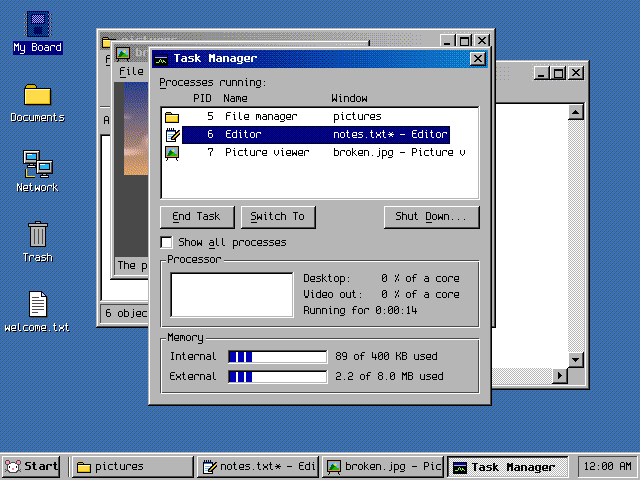 My Board
Documents
Network
Trash
welcome.txt
pictures
File
Task Manager
Processes running:
PID Name Window
5 File manager pictures
6 Editor notes.txt* - Editor
7 Picture viewer broken.jpg - Picture v
End Task Switch To Shut Down...
Show all processes
Processor
Desktop: 0 % of a core
Video out: 0 % of a core
Running for 0:00:14
Memory
Internal 89 of 400 KB used
External 2.2 of 8.0 MB used
The p
6 objec
Start pictures notes.txt* - Edi broken.jpg - Pic Task Manager 12:00 AM